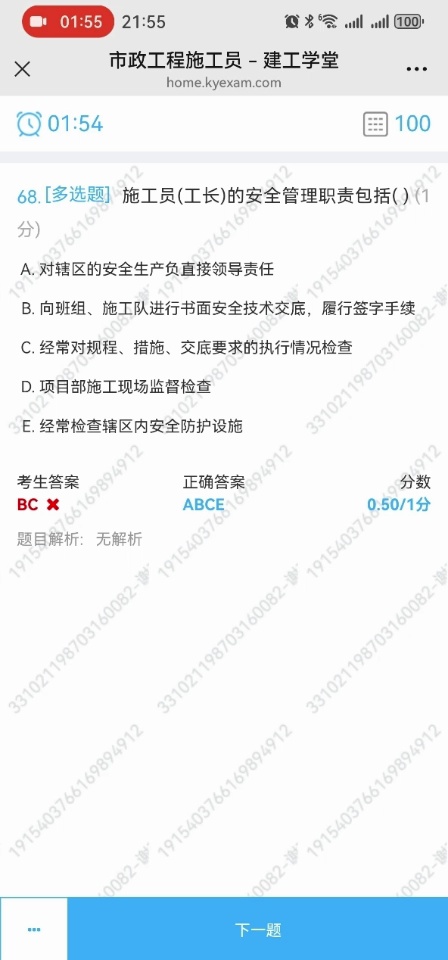 01:55 21:55 6 100
市政工程施工员 – 建工学堂
home.kyexam.com
01:54 100
68. [多选题] 施工员(工长)的安全管理职责包括( ) (1
分)
A. 对辖区的安全生产负直接领导责任
B. 向班组、施工队进行书面安全技术交底，履行签字手续
C. 经常对规程、措施、交底要求的执行情况检查
D. 项目部施工现场监督检查
E. 经常检查辖区内安全防护设施
考生答案 正确答案 分数
BC ✖ ABCE 0.50/1分
题目解析: 无解析
下一题